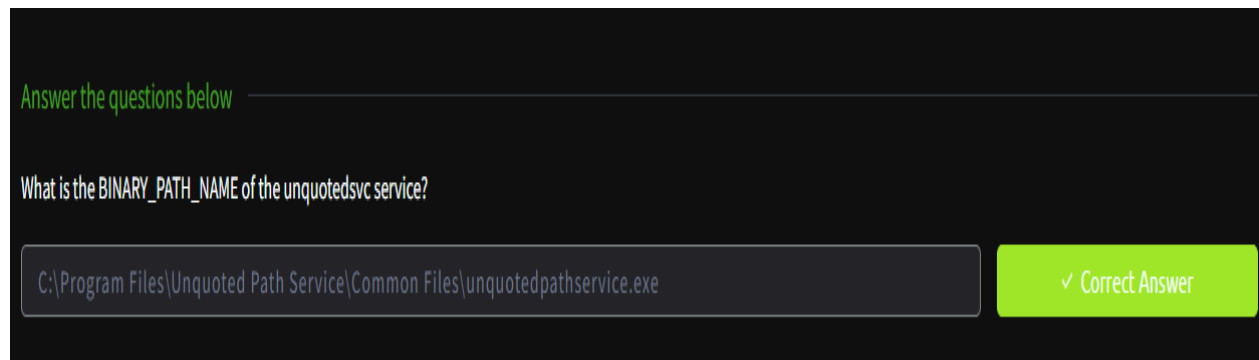 Answer the questions below
What is the BINARY_PATH_NAME of the unquotedsvc service?
C:\Program Files\Unquoted Path Service\Common Files\unquotedpathservice.exe
✓ Correct Answer